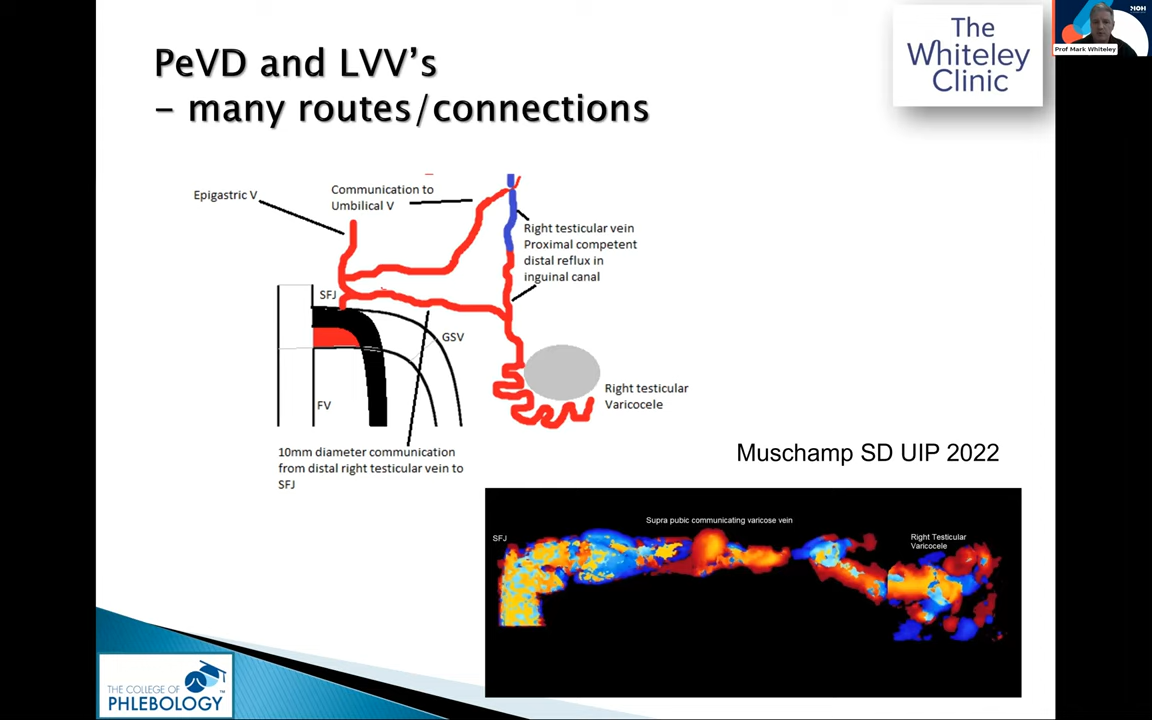 PeVD and LVV's
– many routes/connections
The
Whiteley
Clinic
Prof Mark Whiteley
Epigastric V
Communication to
Umbilical V
Right testicular vein
Proximal competent
distal reflux in
inguinal canal
SFJ
GSV
FV
Right testicular
Varicocele
10mm diameter communication
from distal right testicular vein to
SFJ
Muschamp SD UIP 2022
Supra pubic communicating varicose vein
SFJ
Right Testicular
Varicocele
THE COLLEGE OF
PHLEBOLOGY